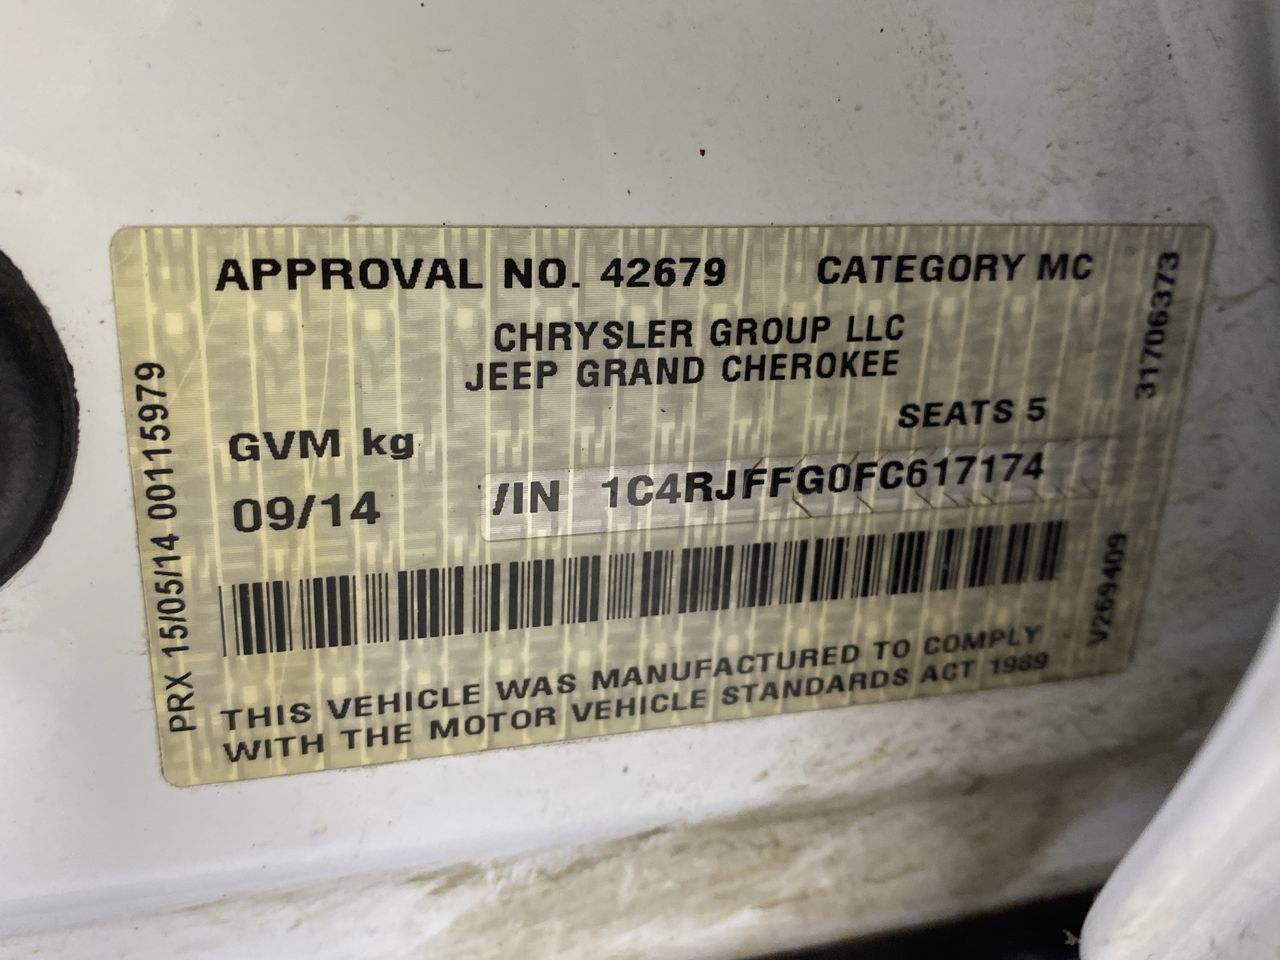 APPROVAL NO. 42679 CATEGORY MC
CHRYSLER GROUP LLC
JEEP GRAND CHEROKEE
SEATS 5
GVM kg
09/14 /IN 1C4RJFFG0FC617174
THIS VEHICLE WAS MANUFACTURED TO COMPLY
WITH THE MOTOR VEHICLE STANDARDS ACT 1989
PRX 15/05/14 00115979
31706373
V269409